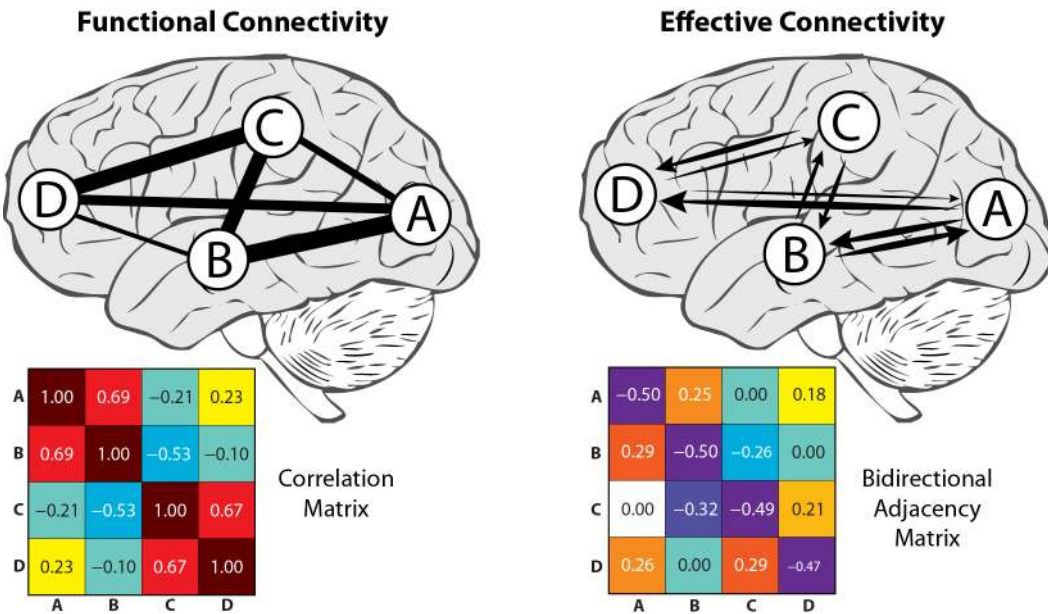 Functional Connectivity
C
D
A
B
A 1.00 0.69 −0.21 0.23
B 0.69 1.00 −0.53 −0.10
C −0.21 −0.53 1.00 0.67
D 0.23 −0.10 0.67 1.00
A B C D
Correlation
Matrix
Effective Connectivity
C
D
A
B
A −0.50 0.25 0.00 0.18
B 0.29 −0.50 −0.26 0.00
C 0.00 −0.32 −0.49 0.21
D 0.26 0.00 0.29 −0.47
A B C D
Bidirectional
Adjacency
Matrix